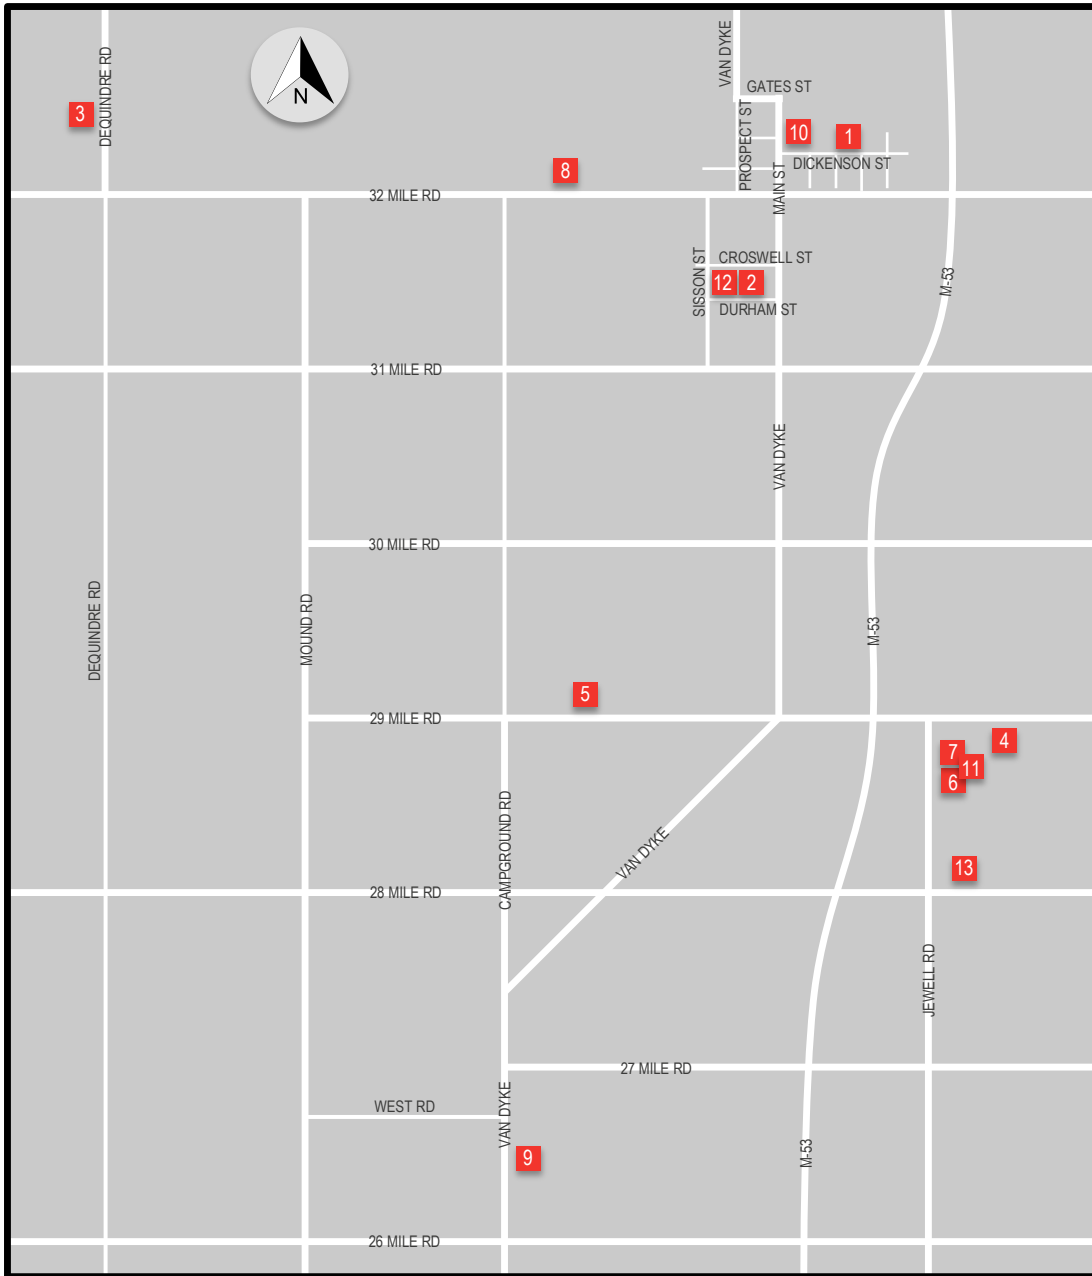 VAN DYKE
DEQUINDRE RD
N
GATES ST
3
PROSPECT ST
10
1
DICKENSON ST
8
MAIN ST
32 MILE RD
SISSON ST
CROSWELL ST
M-53
12
2
DURHAM ST
31 MILE RD
VAN DYKE
30 MILE RD
DEQUINDRE RD
MOUND RD
M-53
5
29 MILE RD
4
7
11
6
CAMPGROUND RD
VAN DYKE
13
28 MILE RD
JEWELL RD
27 MILE RD
WEST RD
VAN DYKE
M-53
9
26 MILE RD